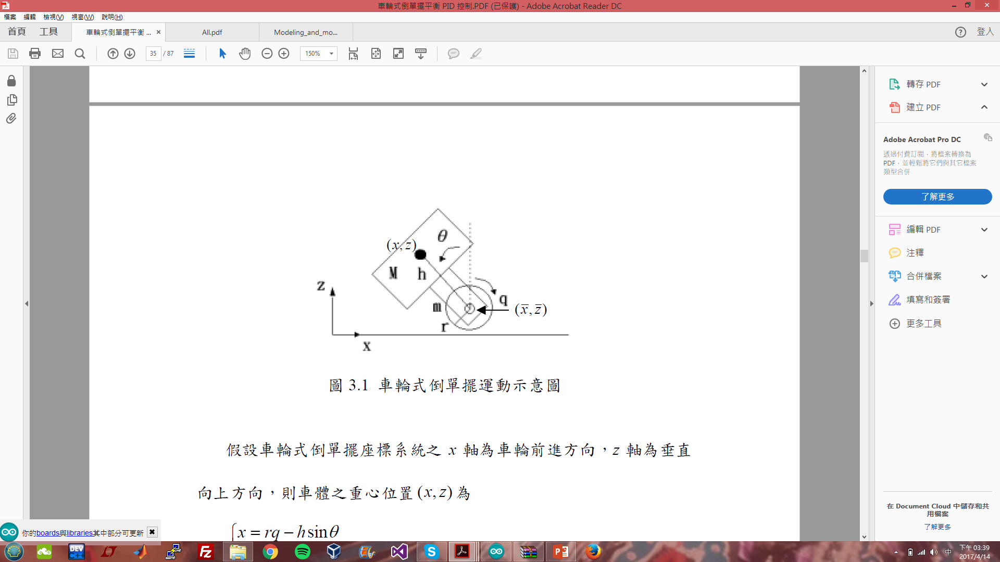 車輪式倒單擺平衡 PID 控制.PDF (已保護) - Adobe Acrobat Reader DC
檔案 編輯 檢視(V) 視窗(W) 說明(H)
首頁 工具 車輪式倒單擺平衡 ... × All.pdf Modeling_and_mo... 登入
35 / 87 150%
轉存 PDF
建立 PDF
Adobe Acrobat Pro DC
透過付費訂閱，將檔案轉換為
PDF，並輕鬆將它們與其它檔案
類型合併
了解更多
編輯 PDF
注釋
合併檔案
填寫和簽署
更多工具
在 Document Cloud 中儲存和共
用檔案
了解更多
θ
(x, z)
M h
z
m q (x̅, z̅)
r
x
圖 3.1 車輪式倒單擺運動示意圖
假設車輪式倒單擺座標系統之 x 軸為車輪前進方向，z 軸為垂直
向上方向，則車體之重心位置 (x, z) 為
x = rq − h sin θ
你的boards與libraries其中部分可更新
DEV C++
中 下午 03:39
2017/4/14